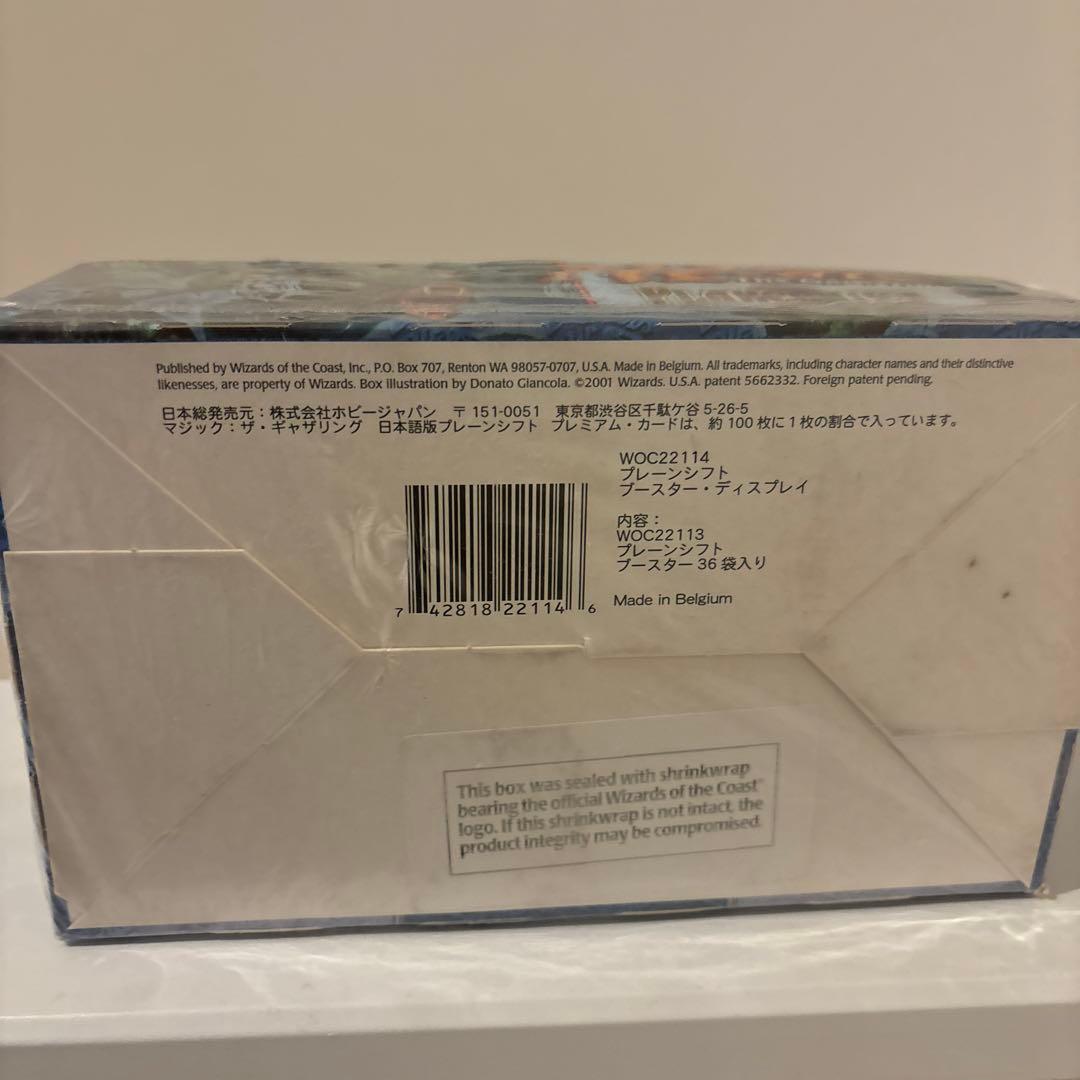 Published by Wizards of the Coast, Inc., P.O. Box 707, Renton WA 98057-0707, U.S.A. Made in Belgium. All trademarks, including character names and their distinctive
likenesses, are property of Wizards. Box illustration by Donato Giancola. ©2001 Wizards. U.S.A. patent 5662332. Foreign patent pending.
日本総発売元：株式会社ホビージャパン 〒151-0051 東京都渋谷区千駄ケ谷 5-26-5
マジック：ザ・ギャザリング 日本語版プレーンシフト プレミアム・カードは、約100枚に1枚の割合で入っています。
WOC22114
プレーンシフト
ブースター・ディスプレイ
内容：
WOC22113
プレーンシフト
ブースター36袋入り
Made in Belgium
7 42818 22114 6
This box was sealed with shrinkwrap
bearing the official Wizards of the Coast®
logo. If this shrinkwrap is not intact, the
product integrity may be compromised.